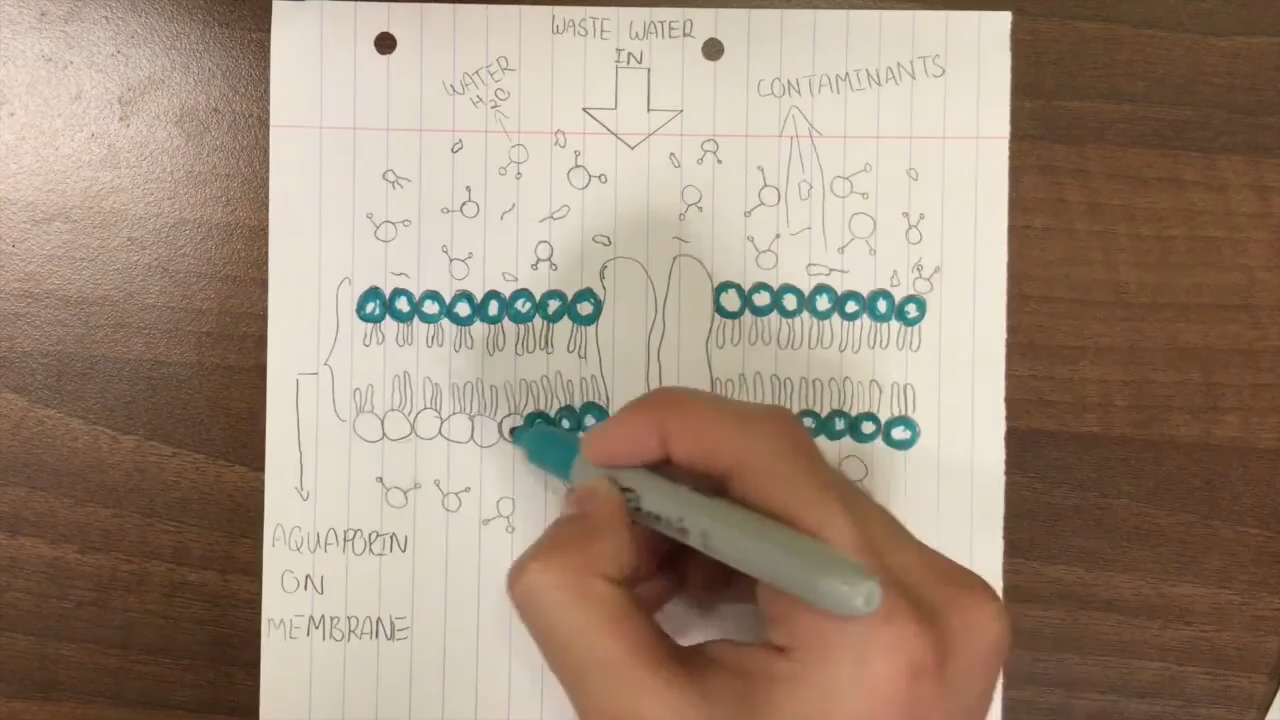 WASTE WATER
IN
WATER
H2O
CONTAMINANTS
AQUAPORIN
ON
MEMBRANE